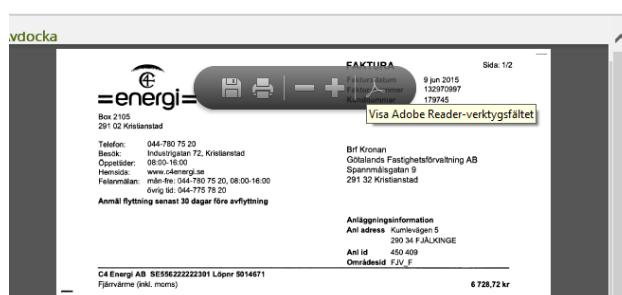 Avdocka
FAKTURA Sida: 1/2
Fakturadatum 9 jun 2015
Fakturanummer 132970997
Kundnummer 179745
Visa Adobe Reader-verktygsfältet
C4
=energi=
Box 2105
291 02 Kristianstad
Telefon: 044-780 75 20
Besök: Industrigatan 72, Kristianstad
Öppettider: 08:00-16:00
Hemsida: www.c4energi.se
Felanmälan: mån-fre: 044-780 75 20, 08:00-16:00
övrig tid: 044-775 78 20
Anmäl flyttning senast 30 dagar före avflyttning
Brf Kronan
Götalands Fastighetsförvaltning AB
Spannmålsgatan 9
291 32 Kristianstad
Anläggningsinformation
Anl adress Kumlevägen 5
290 34 FJÄLKINGE
Anl id 450 409
Områdesid FJV_F
C4 Energi AB SE556222222301 Löpnr 5014671
Fjärrvärme (inkl. moms) 6 728,72 kr